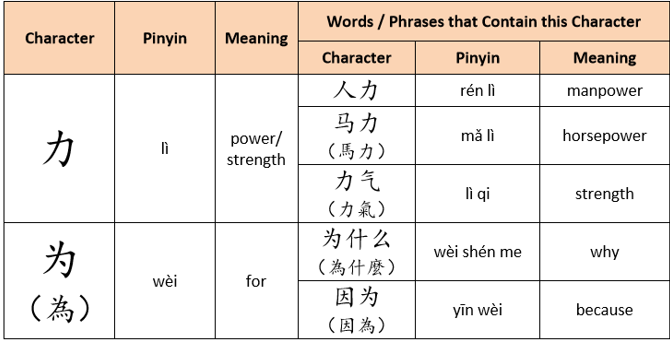 Character Pinyin Meaning Words / Phrases that Contain this Character
Character Pinyin Meaning
力 lì power/
strength
人力 rén lì manpower
马力
(馬力) mǎ lì horsepower
力气
(力氣) lì qi strength
为
(為) wèi for
为什么
(為什麼) wèi shén me why
因为
(因為) yīn wèi because